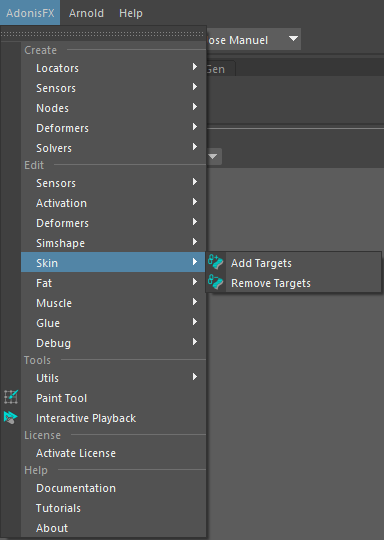 AdonisFX Arnold Help
ose Manuel
Gen
Create
Locators
Sensors
Nodes
Deformers
Solvers
Edit
Sensors
Activation
Deformers
Simshape
Skin
Add Targets
Remove Targets
Fat
Muscle
Glue
Debug
Tools
Utils
Paint Tool
Interactive Playback
License
Activate License
Help
Documentation
Tutorials
About